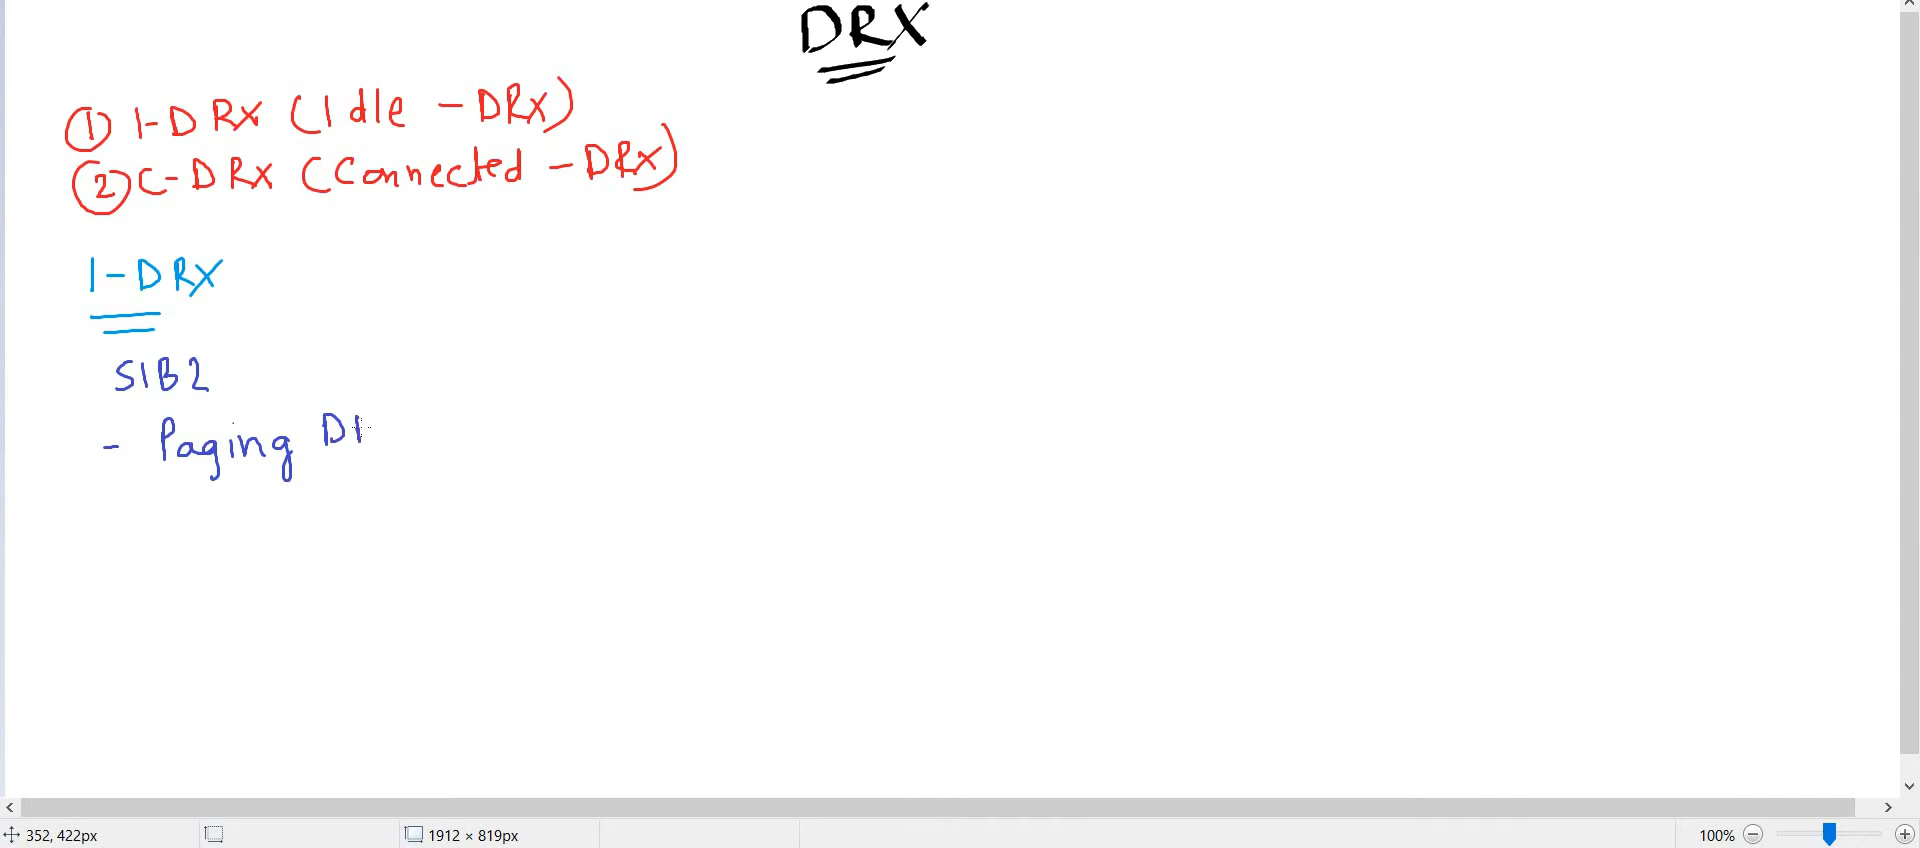 DRX
① I-DRX (Idle - DRX)
② C-DRX (Connected - DRX)
I-DRX
SIB2
- Paging D
352, 422px
1912 × 819px
100%